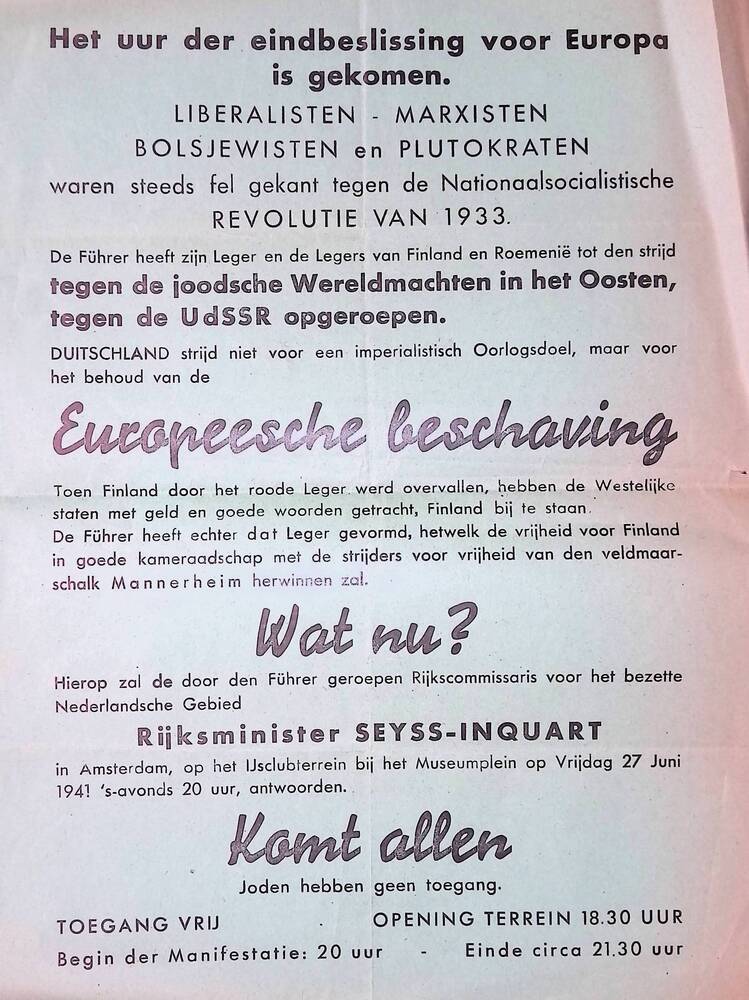 Het uur der eindbeslissing voor Europa
is gekomen.
LIBERALISTEN - MARXISTEN
BOLSJEWISTEN en PLUTOKRATEN
waren steeds fel gekant tegen de Nationaalsocialistische
REVOLUTIE VAN 1933.
De Führer heeft zijn Leger en de Legers van Finland en Roemenië tot den strijd
tegen de joodsche Wereldmachten in het Oosten,
tegen de UdSSR opgeroepen.
DUITSCHLAND strijd niet voor een imperialistisch Oorlogsdoel, maar voor
het behoud van de
Europeesche beschaving
Toen Finland door het roode Leger werd overvallen, hebben de Westelijke
staten met geld en goede woorden getracht, Finland bij te staan.
De Führer heeft echter dat Leger gevormd, hetwelk de vrijheid voor Finland
in goede kameraadschap met de strijders voor vrijheid van den veldmaar-
schalk Mannerheim herwinnen zal.
Wat nu?
Hierop zal de door den Führer geroepen Rijkscommissaris voor het bezette
Nederlandsche Gebied
Rijksminister SEYSS-INQUART
in Amsterdam, op het IJsclubterrein bij het Museumplein op Vrijdag 27 Juni
1941 's-avonds 20 uur, antwoorden.
Komt allen
Joden hebben geen toegang.
TOEGANG VRIJ OPENING TERREIN 18.30 UUR
Begin der Manifestatie: 20 uur - Einde circa 21.30 uur